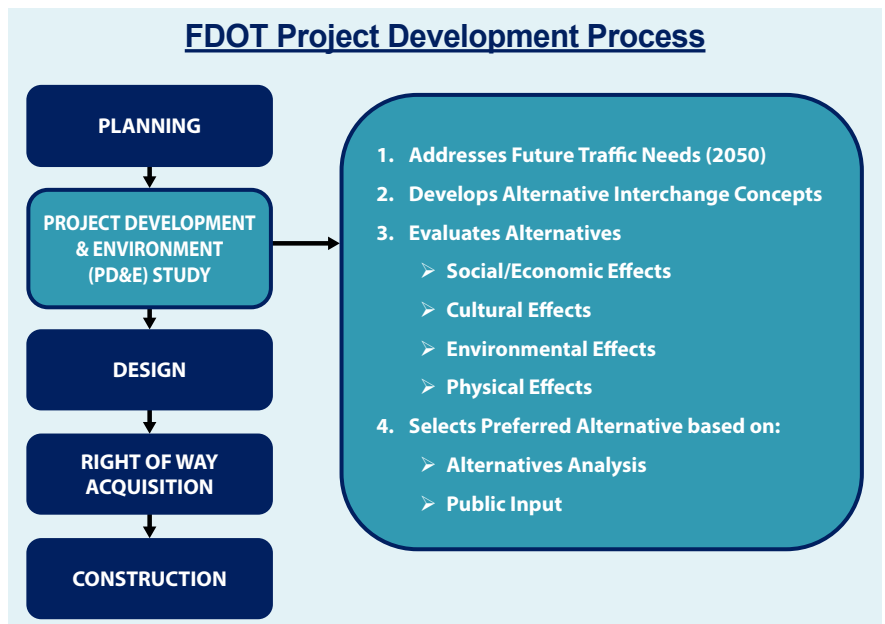 FDOT Project Development Process
PLANNING
PROJECT DEVELOPMENT
& ENVIRONMENT
(PD&E) STUDY
DESIGN
RIGHT OF WAY
ACQUISITION
CONSTRUCTION
1. Addresses Future Traffic Needs (2050)
2. Develops Alternative Interchange Concepts
3. Evaluates Alternatives
➢ Social/Economic Effects
➢ Cultural Effects
➢ Environmental Effects
➢ Physical Effects
4. Selects Preferred Alternative based on:
➢ Alternatives Analysis
➢ Public Input